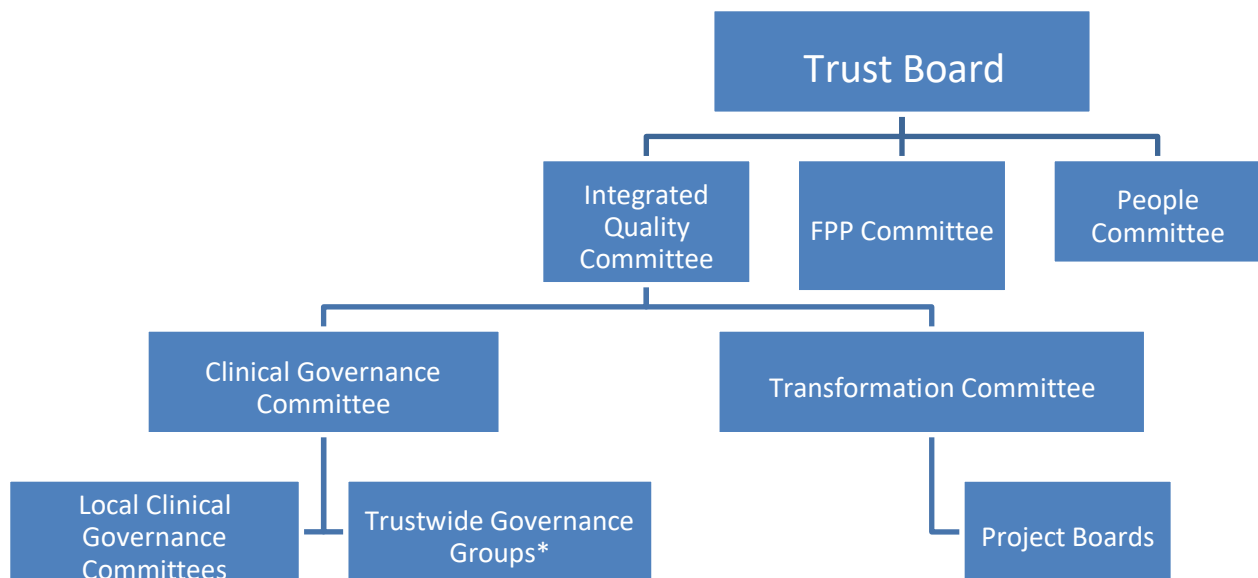 Trust Board
Integrated
Quality
Committee
FPP Committee
People
Committee
Clinical Governance
Committee
Transformation Committee
Local Clinical
Governance
Committees
Trustwide Governance
Groups*
Project Boards